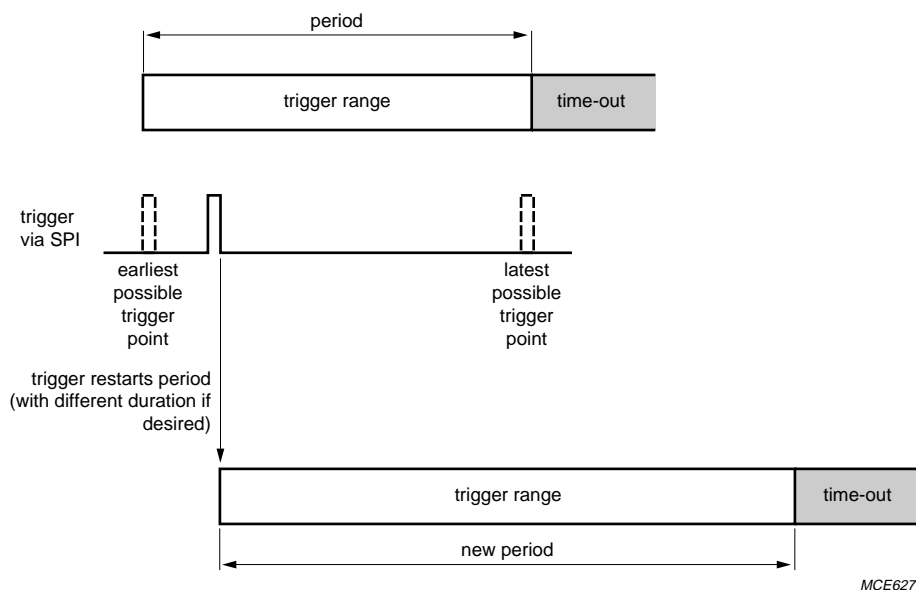 period
trigger range
time-out
trigger
via SPI
earliest
possible
trigger
point
latest
possible
trigger
point
trigger restarts period
(with different duration if
desired)
trigger range
time-out
new period
MCE627